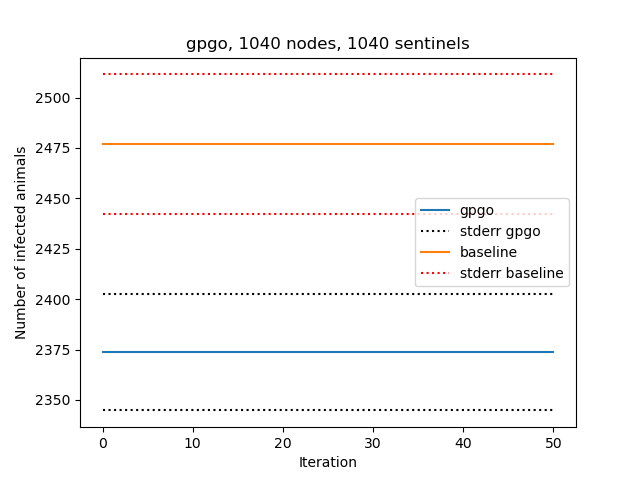 gpgo, 1040 nodes, 1040 sentinels
Number of infected animals
2500
2475
2450
2425
2400
2375
2350
gpgo
stderr gpgo
baseline
stderr baseline
0 10 20 30 40 50
Iteration